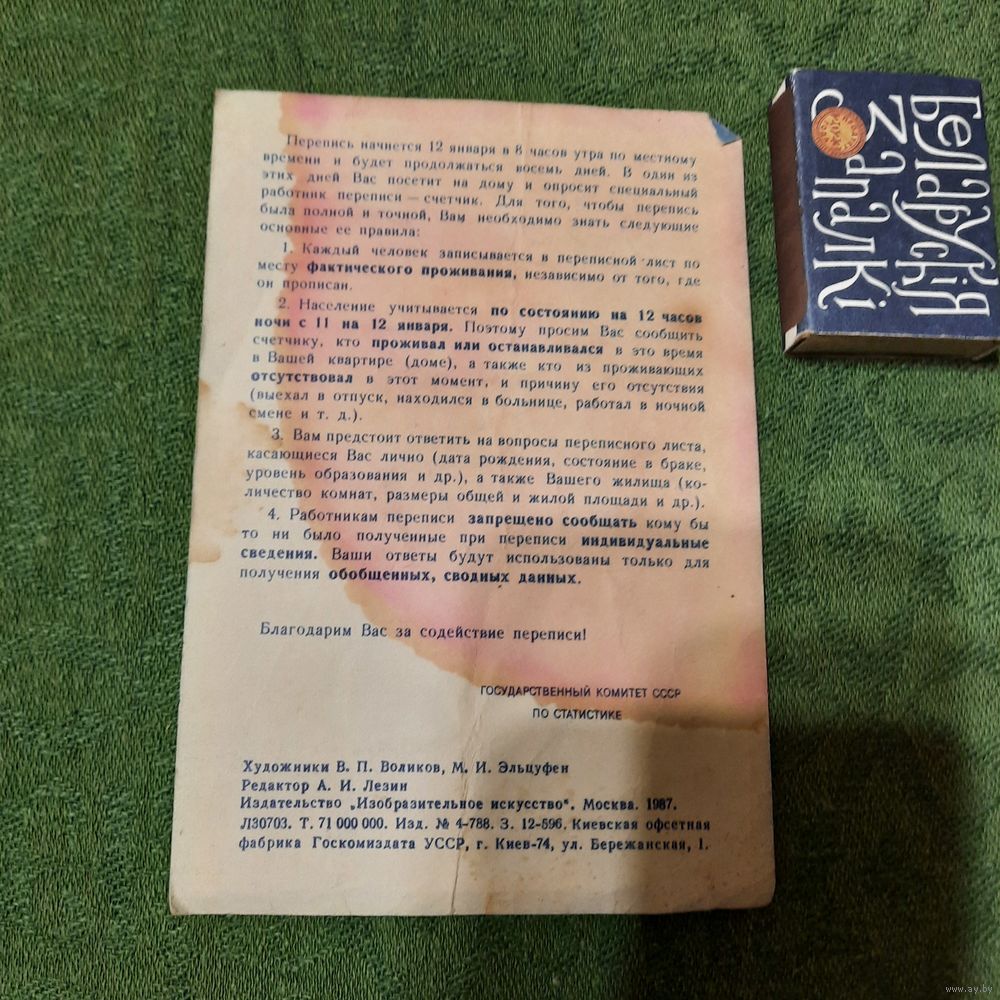 Перепись начнется 12 января в 8 часов утра по местному
времени и будет продолжаться восемь дней. В один из
этих дней Вас посетит на дому и опросит специальный
работник переписи — счетчик. Для того, чтобы перепись
была полной и точной, Вам необходимо знать следующие
основные ее правила:
1. Каждый человек записывается в переписной лист по
месту фактического проживания, независимо от того, где
он прописан.
2. Население учитывается по состоянию на 12 часов
ночи с 11 на 12 января. Поэтому просим Вас сообщить
счетчику, кто проживал или останавливался в это время
в Вашей квартире (доме), а также кто из проживающих
отсутствовал в этот момент, и причину его отсутствия
(выехал в отпуск, находился в больнице, работал в ночной
смене и т. д.).
3. Вам предстоит ответить на вопросы переписного листа,
касающиеся Вас лично (дата рождения, состояние в браке,
уровень образования и др.), а также Вашего жилища (ко-
личество комнат, размеры общей и жилой площади и др.).
4. Работникам переписи запрещено сообщать кому бы
то ни было полученные при переписи индивидуальные
сведения. Ваши ответы будут использованы только для
получения обобщенных, сводных данных.
Благодарим Вас за содействие переписи!
ГОСУДАРСТВЕННЫЙ КОМИТЕТ СССР
ПО СТАТИСТИКЕ
Художники В. П. Воликов, М. И. Эльцуфен
Редактор А. И. Лезин
Издательство „Изобразительное искусство“. Москва. 1987.
Л30703. Т. 71 000 000. Изд. № 4-788. З. 12-596. Киевская офсетная
фабрика Госкомиздата УССР, г. Киев-74, ул. Бережанская, 1.
БеларуСкія
Запалкі
www.ay.by